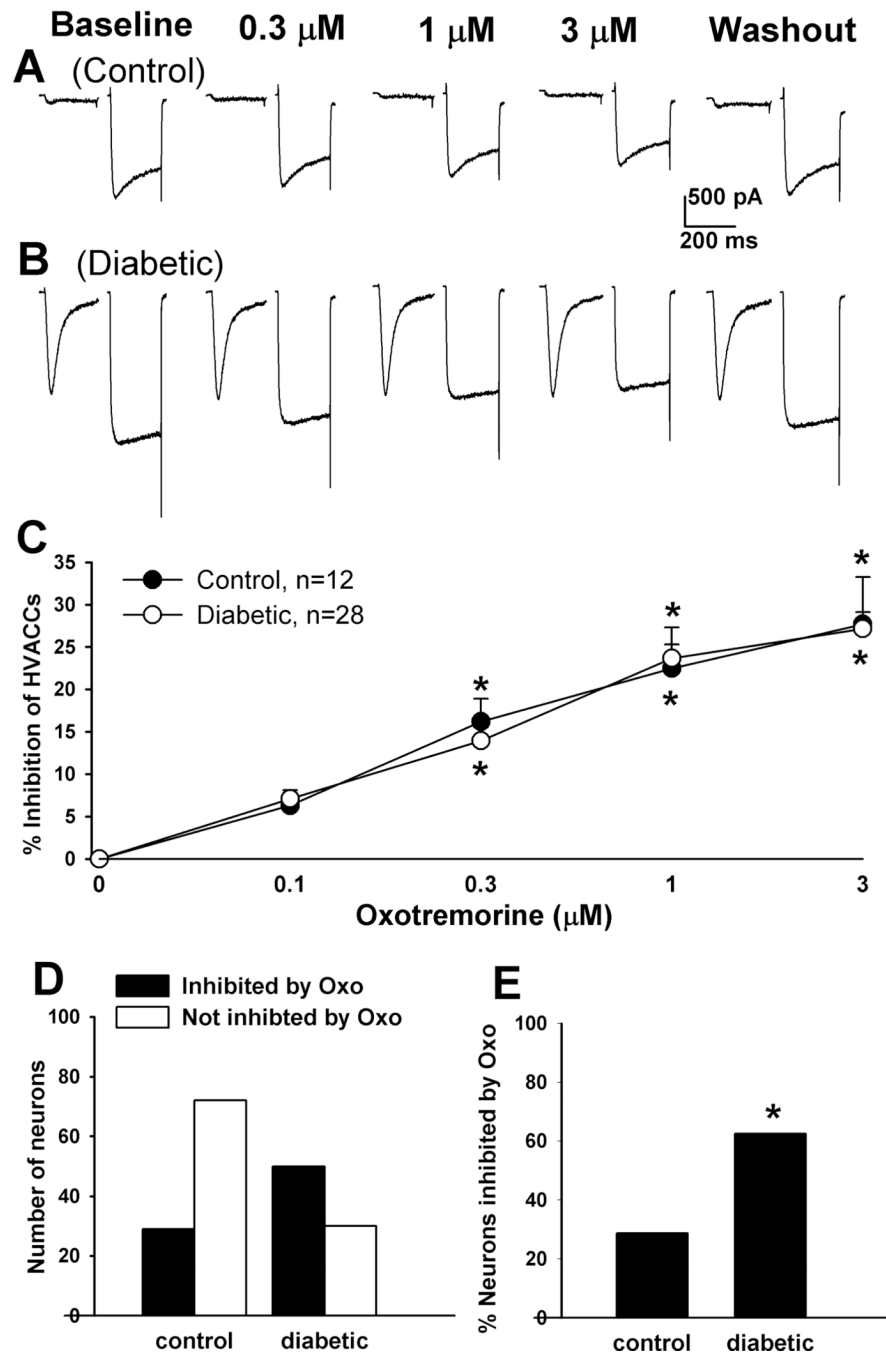 Baseline 0.3 μM 1 μM 3 μM Washout
A (Control)
500 pA
200 ms
B (Diabetic)
C
35
30
25
20
15
10
5
0
% Inhibition of HVACCs
Control, n=12
Diabetic, n=28
*
*
*
*
*
*
0 0.1 0.3 1 3
Oxotremorine (μM)
D
Inhibited by Oxo
Not inhibted by Oxo
100
80
60
40
20
0
Number of neurons
control diabetic
E
100
80
60
40
20
0
% Neurons inhibited by Oxo
*
control diabetic